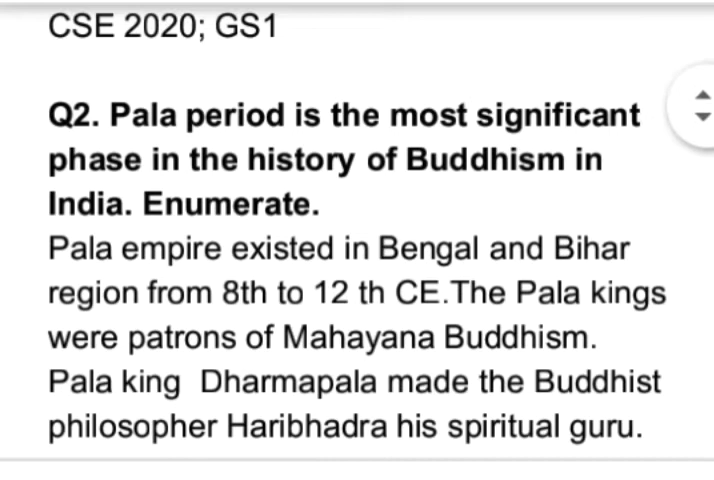 CSE 2020; GS1
Q2. Pala period is the most significant
phase in the history of Buddhism in
India. Enumerate.
Pala empire existed in Bengal and Bihar
region from 8th to 12 th CE.The Pala kings
were patrons of Mahayana Buddhism.
Pala king  Dharmapala made the Buddhist
philosopher Haribhadra his spiritual guru.